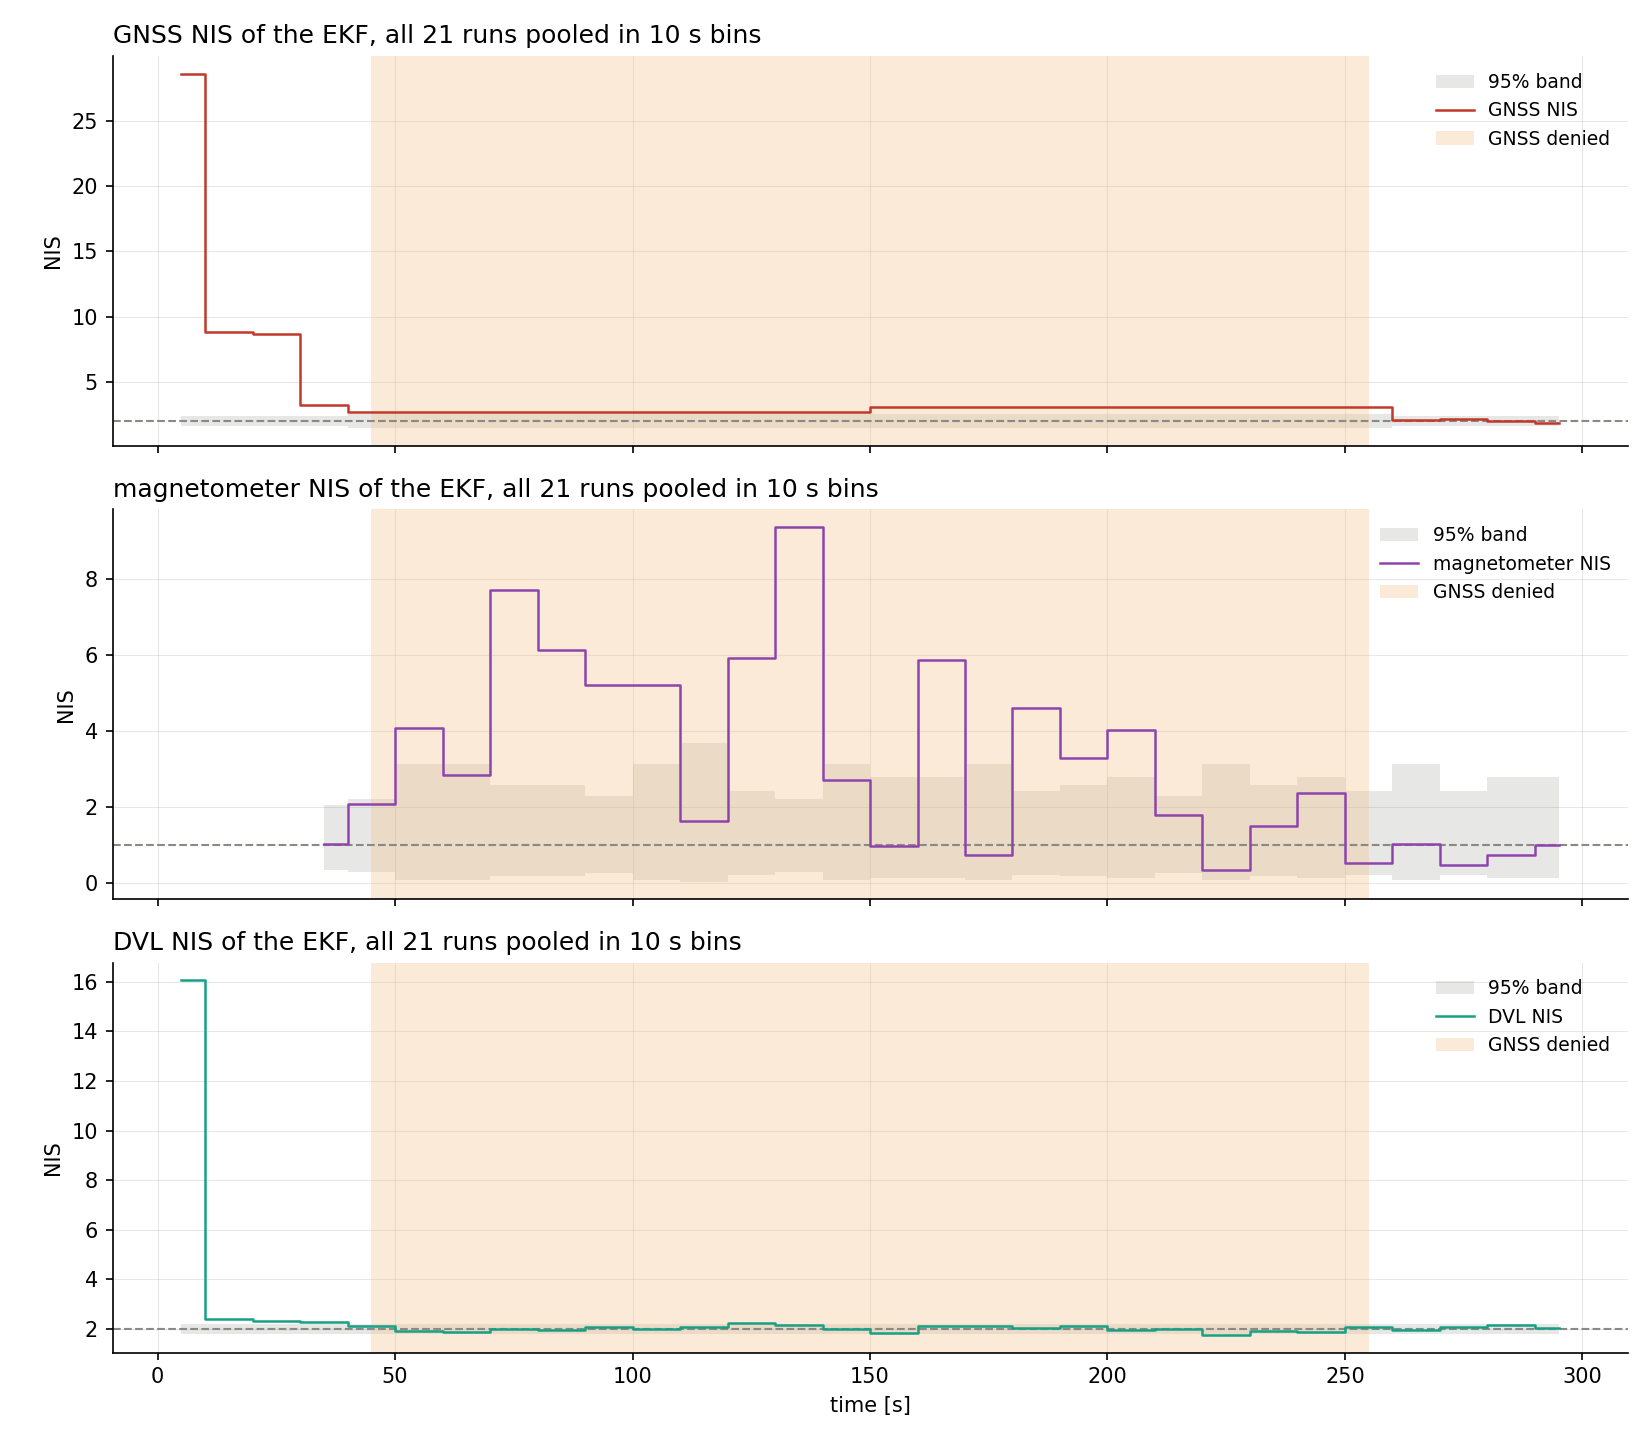 GNSS NIS of the EKF, all 21 runs pooled in 10 s bins
NIS
25
20
15
10
5
95% band
GNSS NIS
GNSS denied
magnetometer NIS of the EKF, all 21 runs pooled in 10 s bins
NIS
8
6
4
2
0
95% band
magnetometer NIS
GNSS denied
DVL NIS of the EKF, all 21 runs pooled in 10 s bins
NIS
16
14
12
10
8
6
4
2
95% band
DVL NIS
GNSS denied
0 50 100 150 200 250 300
time [s]